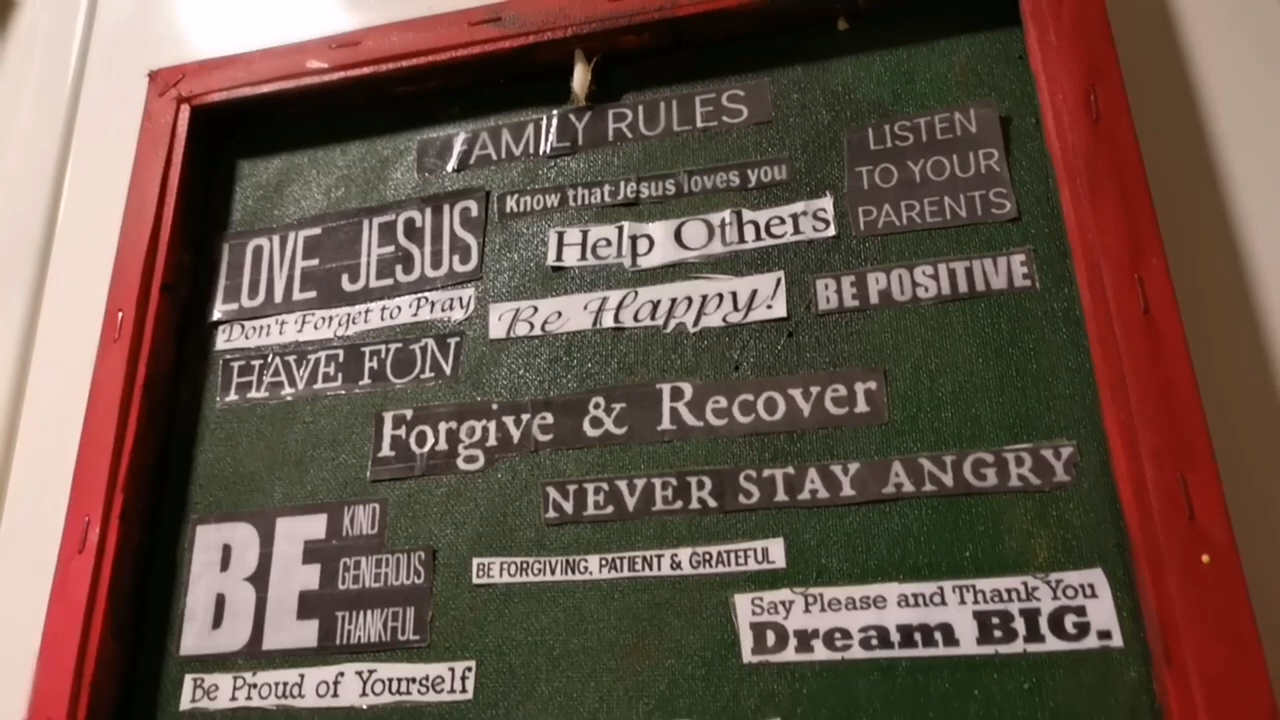 FAMILY RULES
LISTEN
TO YOUR
PARENTS
Know that Jesus loves you
LOVE JESUS
Help Others
Don't Forget to Pray
Be Happy!
BE POSITIVE
HAVE FUN
Forgive & Recover
NEVER STAY ANGRY
BE
KIND
GENEROUS
THANKFUL
BE FORGIVING, PATIENT & GRATEFUL
Say Please and Thank You
Dream BIG.
Be Proud of Yourself